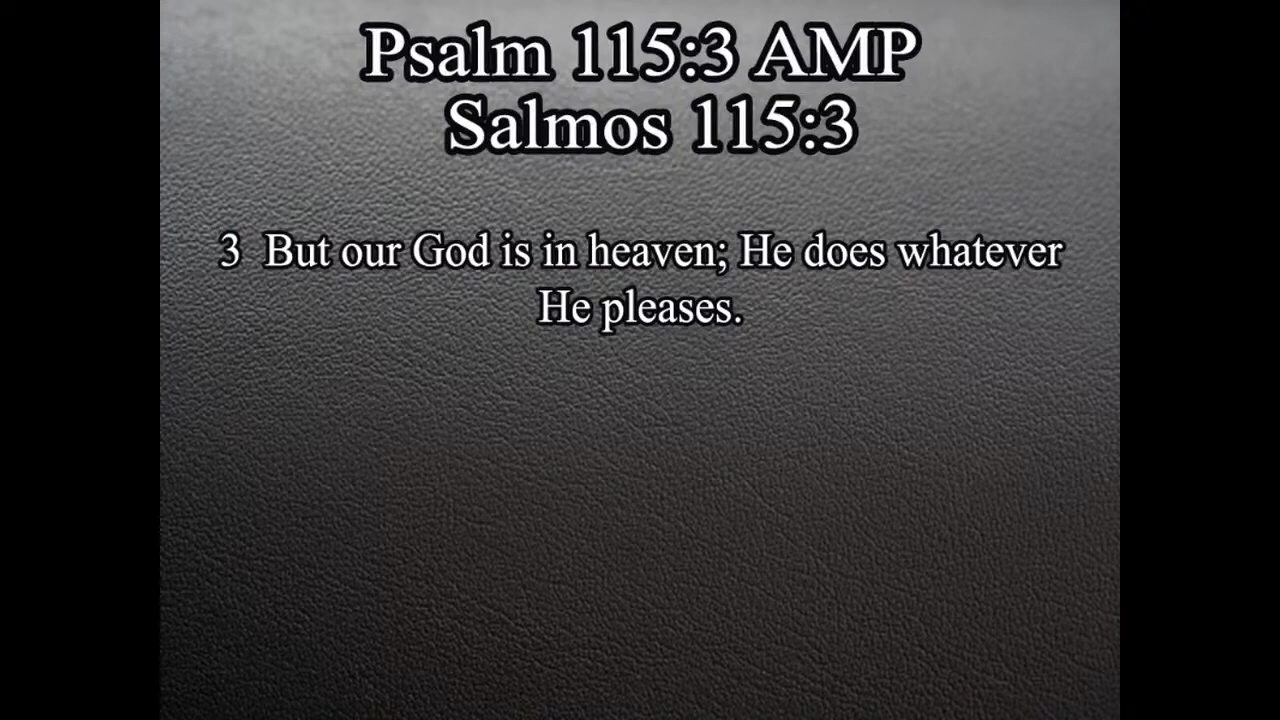 Psalm 115:3 AMP
Salmos 115:3
3 But our God is in heaven; He does whatever
He pleases.